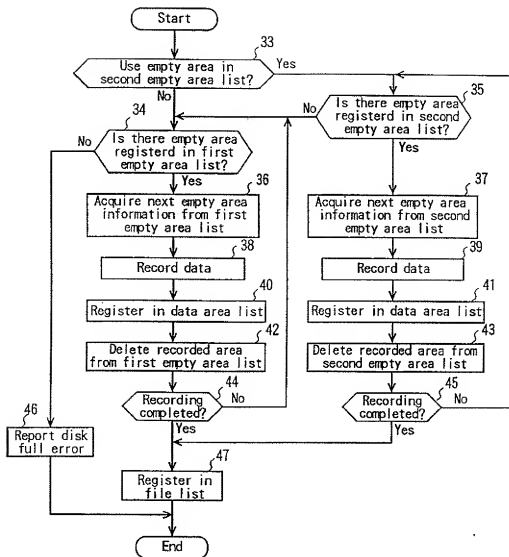 Start
33
Use empty area in
second empty area list?
Yes
No
34
No
Is there empty area
registerd in first
empty area list?
Yes
35
No
Is there empty area
registerd in second
empty area list?
Yes
36
Acquire next empty area
information from first
empty area list
37
Acquire next empty area
information from second
empty area list
38
Record data
39
Record data
40
Register in data area list
41
Register in data area list
42
Delete recorded area
from first empty area list
43
Delete recorded area from
second empty area list
44
Recording
completed?
No
Yes
45
Recording
completed?
No
Yes
46
Report disk
full error
47
Register in
file list
End